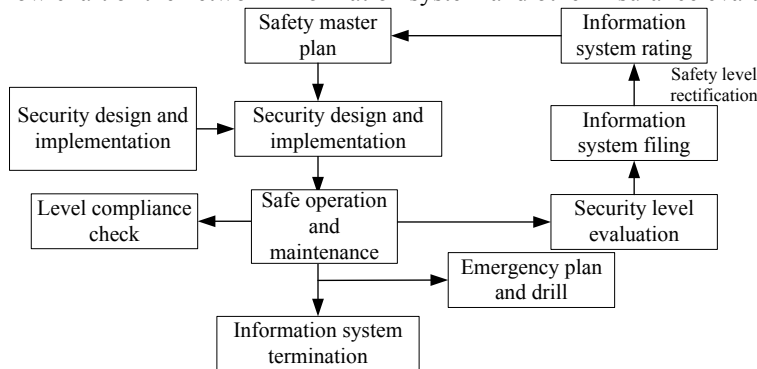 Safety master
plan
Information
system rating
Safety level
rectification
Security design and
implementation
Security design and
implementation
Information
system filing
Level compliance
check
Safe operation
and
maintenance
Security level
evaluation
Emergency plan
and drill
Information system
termination